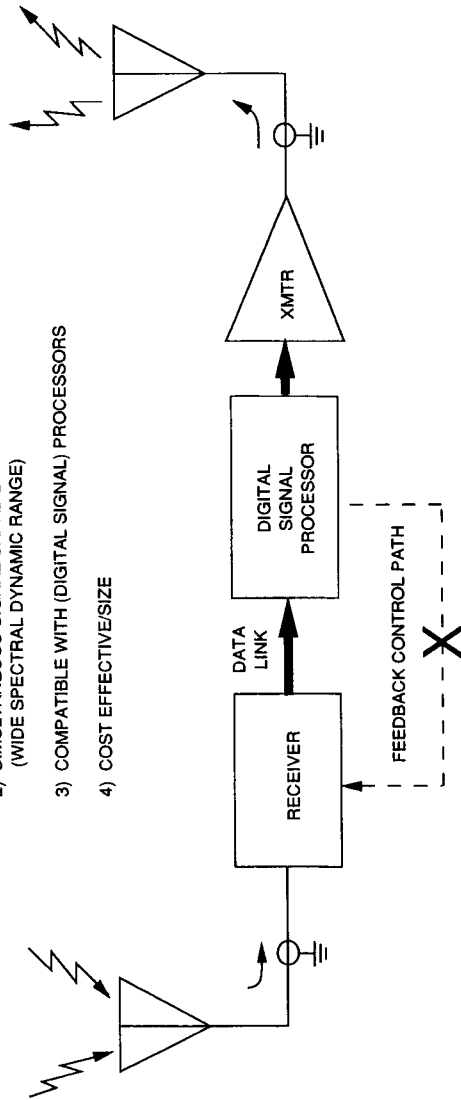 (WIDE SPECTRAL DYNAMIC RANGE)
3) COMPATIBLE WITH (DIGITAL SIGNAL) PROCESSORS
4) COST EFFECTIVE/SIZE
RECEIVER
DATA
LINK
DIGITAL
SIGNAL
PROCESSOR
XMTR
FEEDBACK CONTROL PATH
X